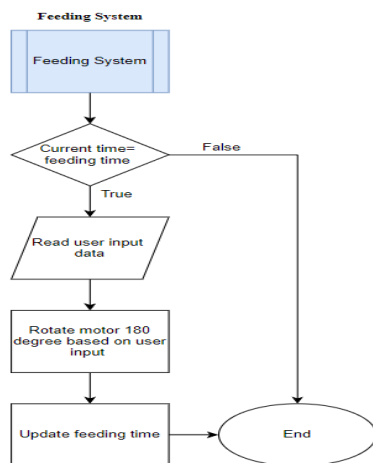 Feeding System
Feeding System
Current time=
feeding time
False
True
Read user input
data
Rotate motor 180
degree based on user
input
Update feeding time
End